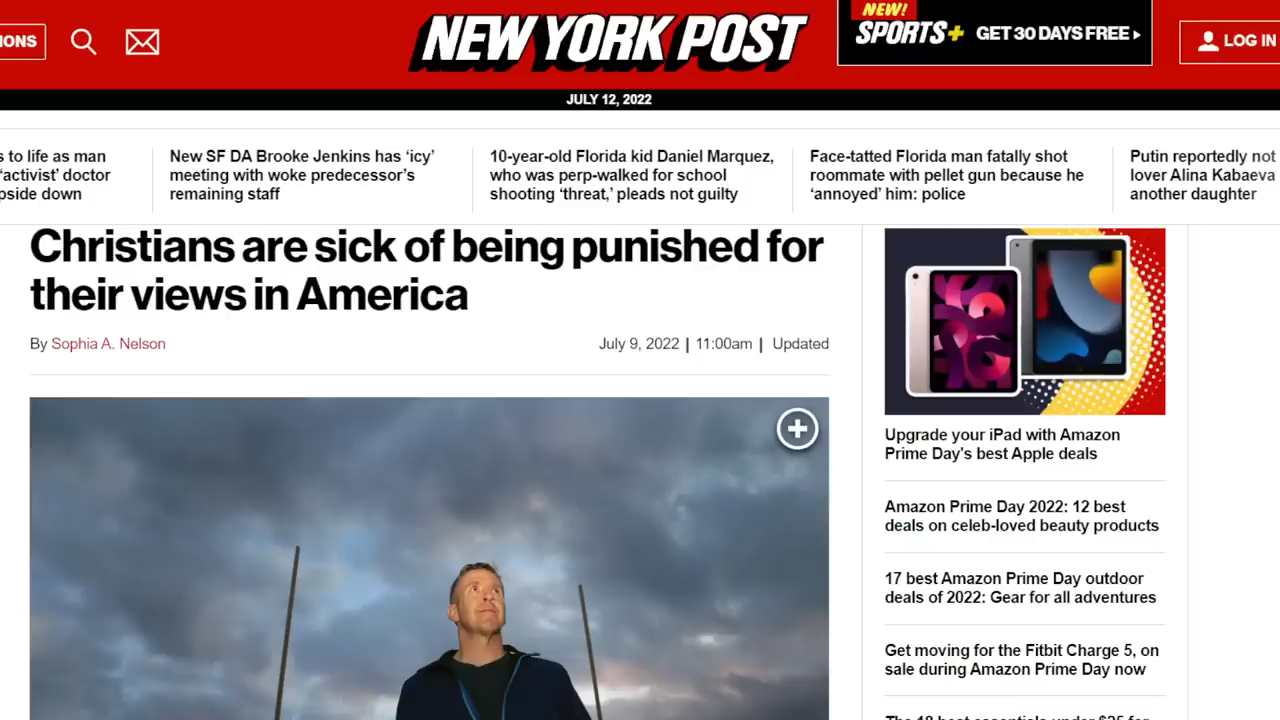 IONS
NEW YORK POST
NEW!
SPORTS+ GET 30 DAYS FREE
LOG IN
JULY 12, 2022
s to life as man
‘activist’ doctor
pside down
New SF DA Brooke Jenkins has ‘icy’
meeting with woke predecessor’s
remaining staff
10-year-old Florida kid Daniel Marquez,
who was perp-walked for school
shooting ‘threat,’ pleads not guilty
Face-tatted Florida man fatally shot
roommate with pellet gun because he
‘annoyed’ him: police
Putin reportedly not
lover Alina Kabaeva
another daughter
Christians are sick of being punished for
their views in America
By Sophia A. Nelson
July 9, 2022 | 11:00am | Updated
Upgrade your iPad with Amazon
Prime Day’s best Apple deals
Amazon Prime Day 2022: 12 best
deals on celeb-loved beauty products
17 best Amazon Prime Day outdoor
deals of 2022: Gear for all adventures
Get moving for the Fitbit Charge 5, on
sale during Amazon Prime Day now
The 18 best essentials under $25 for